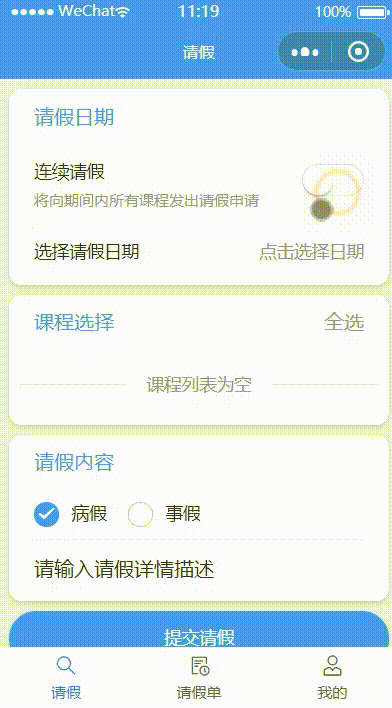 WeChat 11:19 100%
请假
请假日期
连续请假
将向期间内所有课程发出请假申请
选择请假日期 点击选择日期
课程选择 全选
课程列表为空
请假内容
病假 事假
请输入请假详情描述
提交请假
请假 请假单 我的